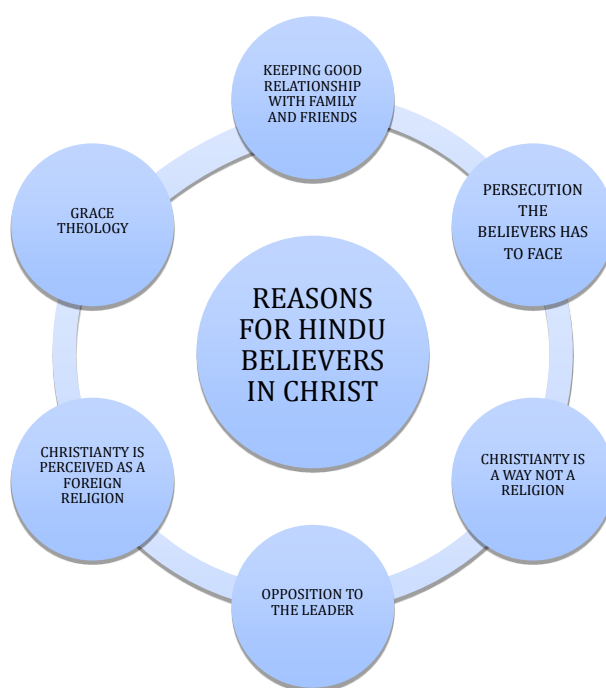 KEEPING GOOD
RELATIONSHIP
WITH FAMILY
AND FRIENDS
PERSECUTION
THE
BELIEVERS HAS
TO FACE
CHRISTIANTY IS
A WAY NOT A
RELIGION
OPPOSITION TO
THE LEADER
CHRISTIANTY IS
PERCEIVED AS A
FOREIGN
RELIGION
GRACE
THEOLOGY
REASONS
FOR HINDU
BELIEVERS
IN CHRIST